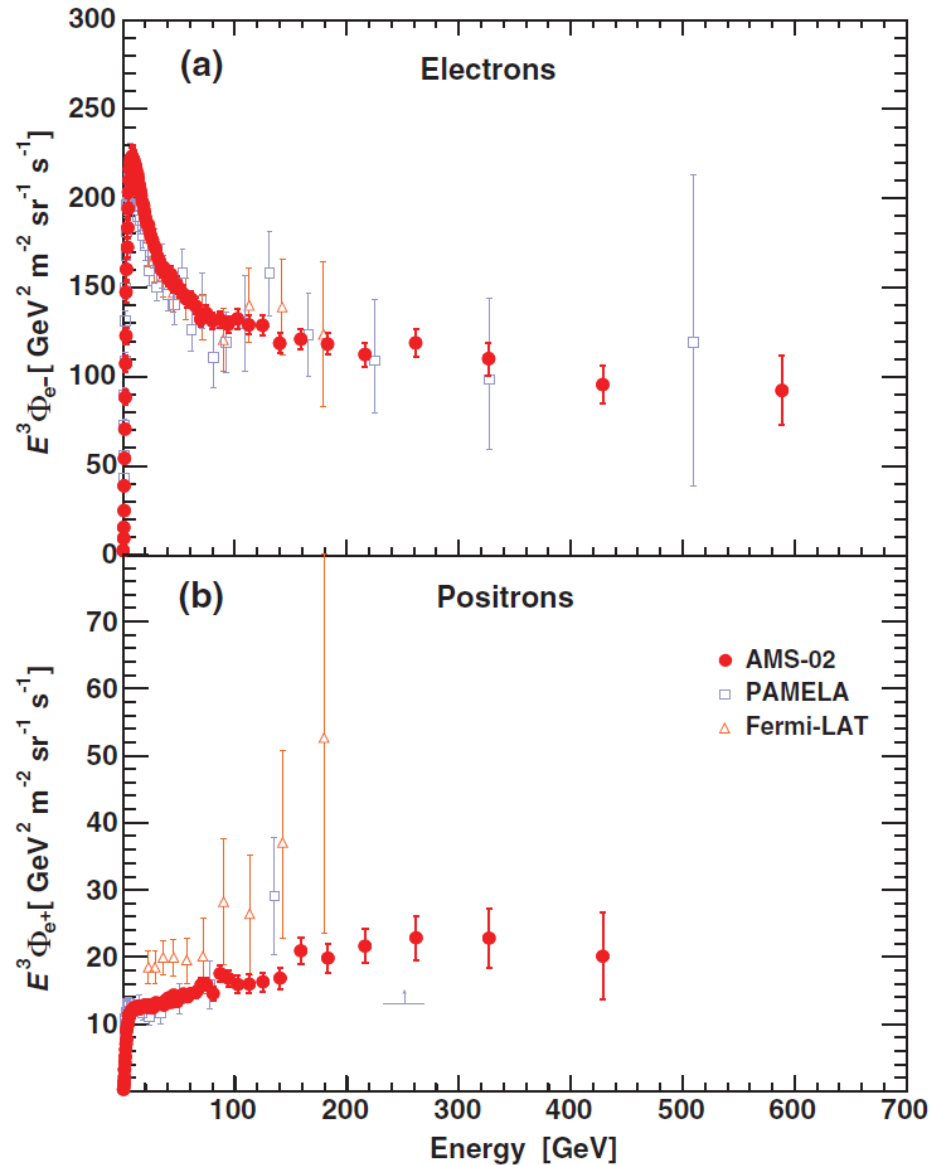 300
(a)
Electrons
250
200
150
100
50
0
E³Φe-[ GeV² m⁻² sr⁻¹ s⁻¹ ]
(b)
Positrons
70
60
50
40
30
20
10
E³Φe+[ GeV² m⁻² sr⁻¹ s⁻¹ ]
AMS-02
PAMELA
Fermi-LAT
100 200 300 400 500 600 700
Energy [GeV]